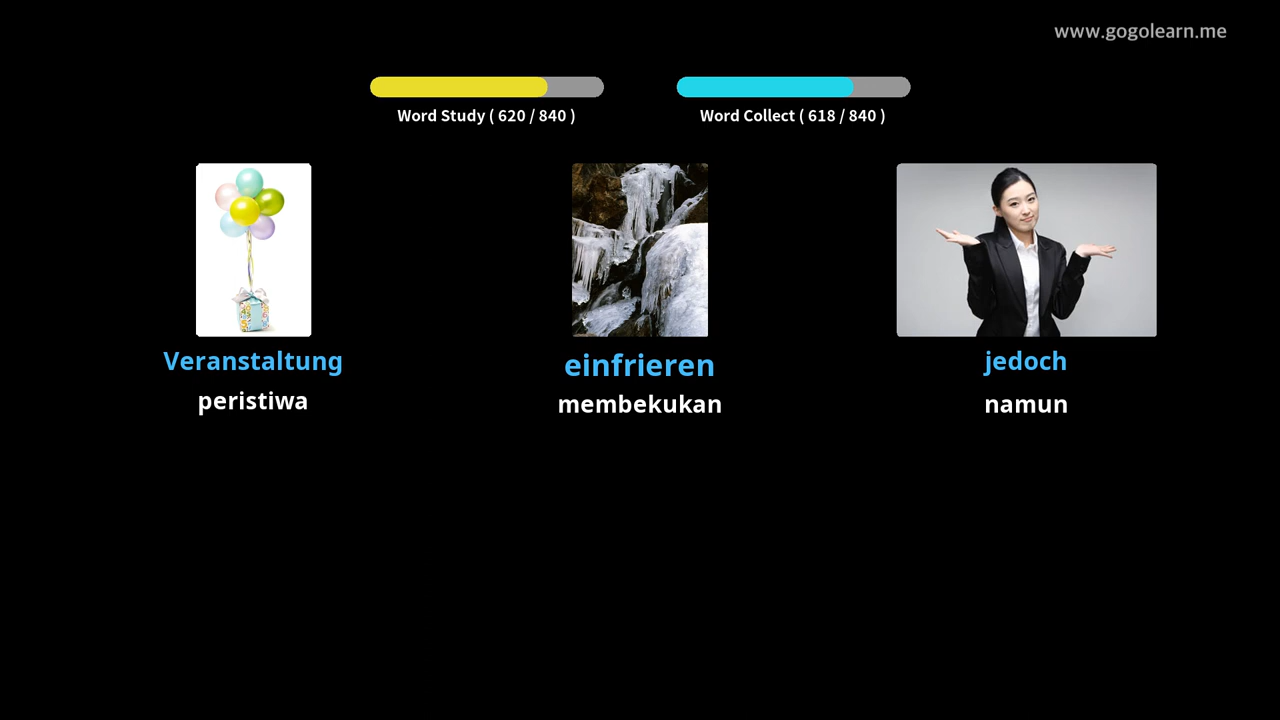 www.gogolearn.me
Word Study ( 620 / 840 )
Word Collect ( 618 / 840 )
Veranstaltung
peristiwa
einfrieren
membekukan
jedoch
namun